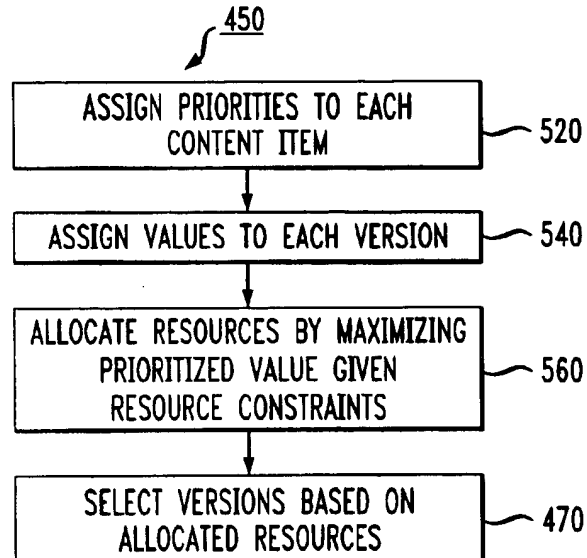 450
ASSIGN PRIORITIES TO EACH
CONTENT ITEM
520
ASSIGN VALUES TO EACH VERSION
540
ALLOCATE RESOURCES BY MAXIMIZING
PRIORITIZED VALUE GIVEN
RESOURCE CONSTRAINTS
560
SELECT VERSIONS BASED ON
ALLOCATED RESOURCES
470